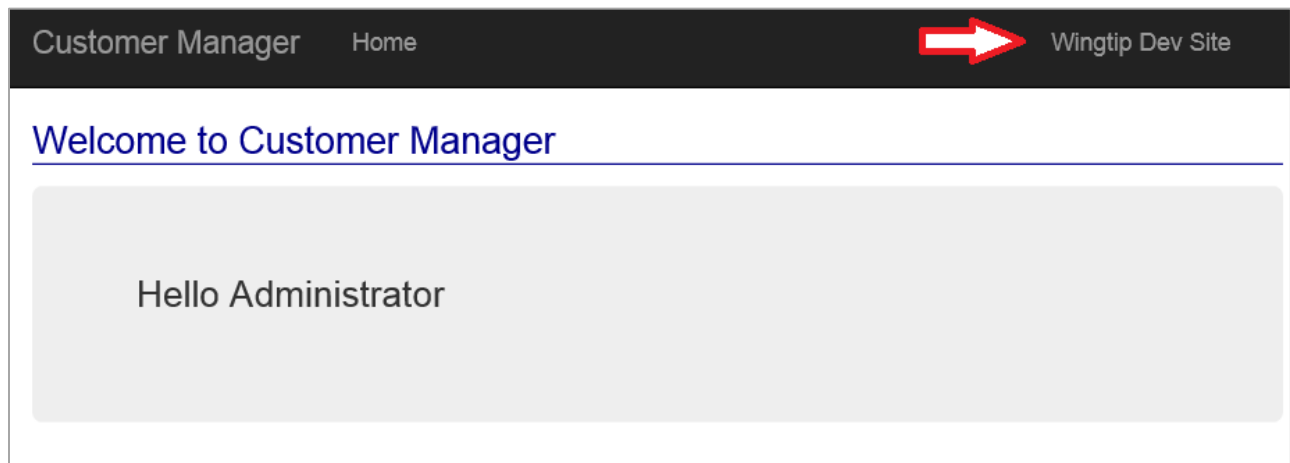 Customer Manager Home Wingtip Dev Site
Welcome to Customer Manager
Hello Administrator